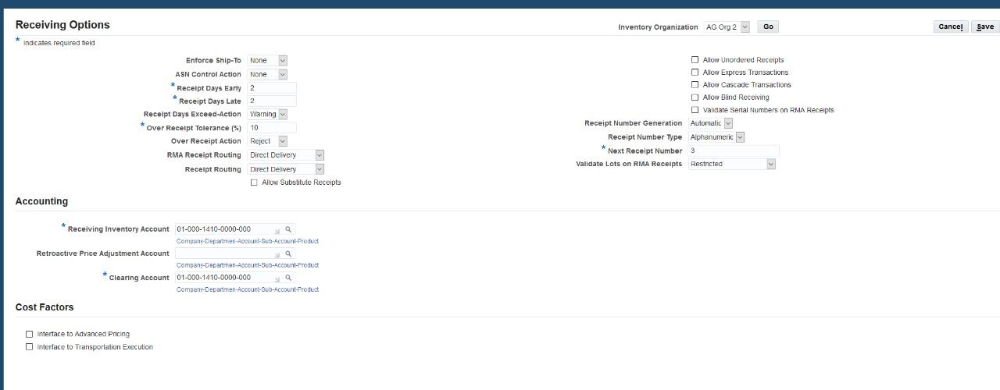 Receiving Options
Inventory Organization AG Org 2 Go Cancel Save
* Indicates required field
Enforce Ship-To None
ASN Control Action None
* Receipt Days Early 2
* Receipt Days Late 2
Receipt Days Exceed-Action Warning
* Over Receipt Tolerance (%) 10
Over Receipt Action Reject
RMA Receipt Routing Direct Delivery
Receipt Routing Direct Delivery
Allow Substitute Receipts
Allow Unordered Receipts
Allow Express Transactions
Allow Cascade Transactions
Allow Blind Receiving
Validate Serial Numbers on RMA Receipts
Receipt Number Generation Automatic
Receipt Number Type Alphanumeric
* Next Receipt Number 3
Validate Lots on RMA Receipts Restricted
Accounting
* Receiving Inventory Account 01-000-1410-0000-000
Company-Departmen-Account-Sub-Account-Product
Retroactive Price Adjustment Account
Company-Departmen-Account-Sub-Account-Product
* Clearing Account 01-000-1410-0000-000
Company-Departmen-Account-Sub-Account-Product
Cost Factors
Interface to Advanced Pricing
Interface to Transportation Execution